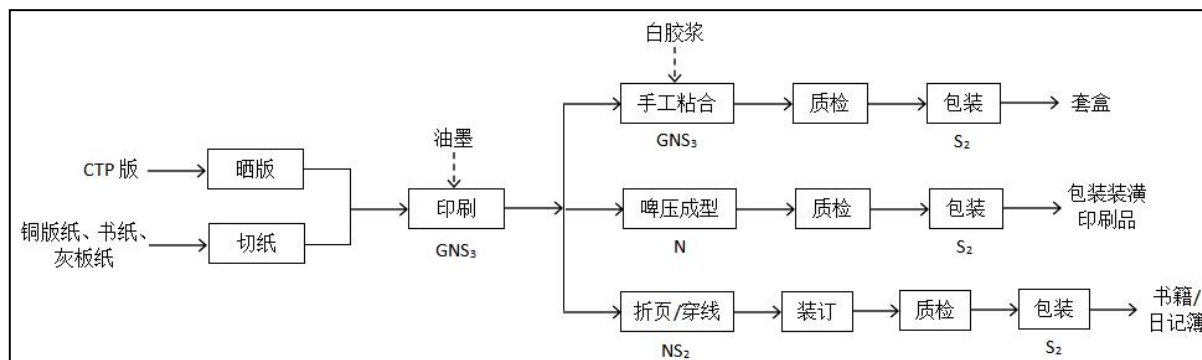 白胶浆
手工粘合
质检
包装
套盒
GNS₃
S₂
油墨
CTP 版
晒版
印刷
GNS₃
铜版纸、书纸、
灰板纸
切纸
啤压成型
质检
包装
包装装潢
印刷品
N
S₂
折页/穿线
装订
质检
包装
书籍/
日记簿
NS₂
S₂